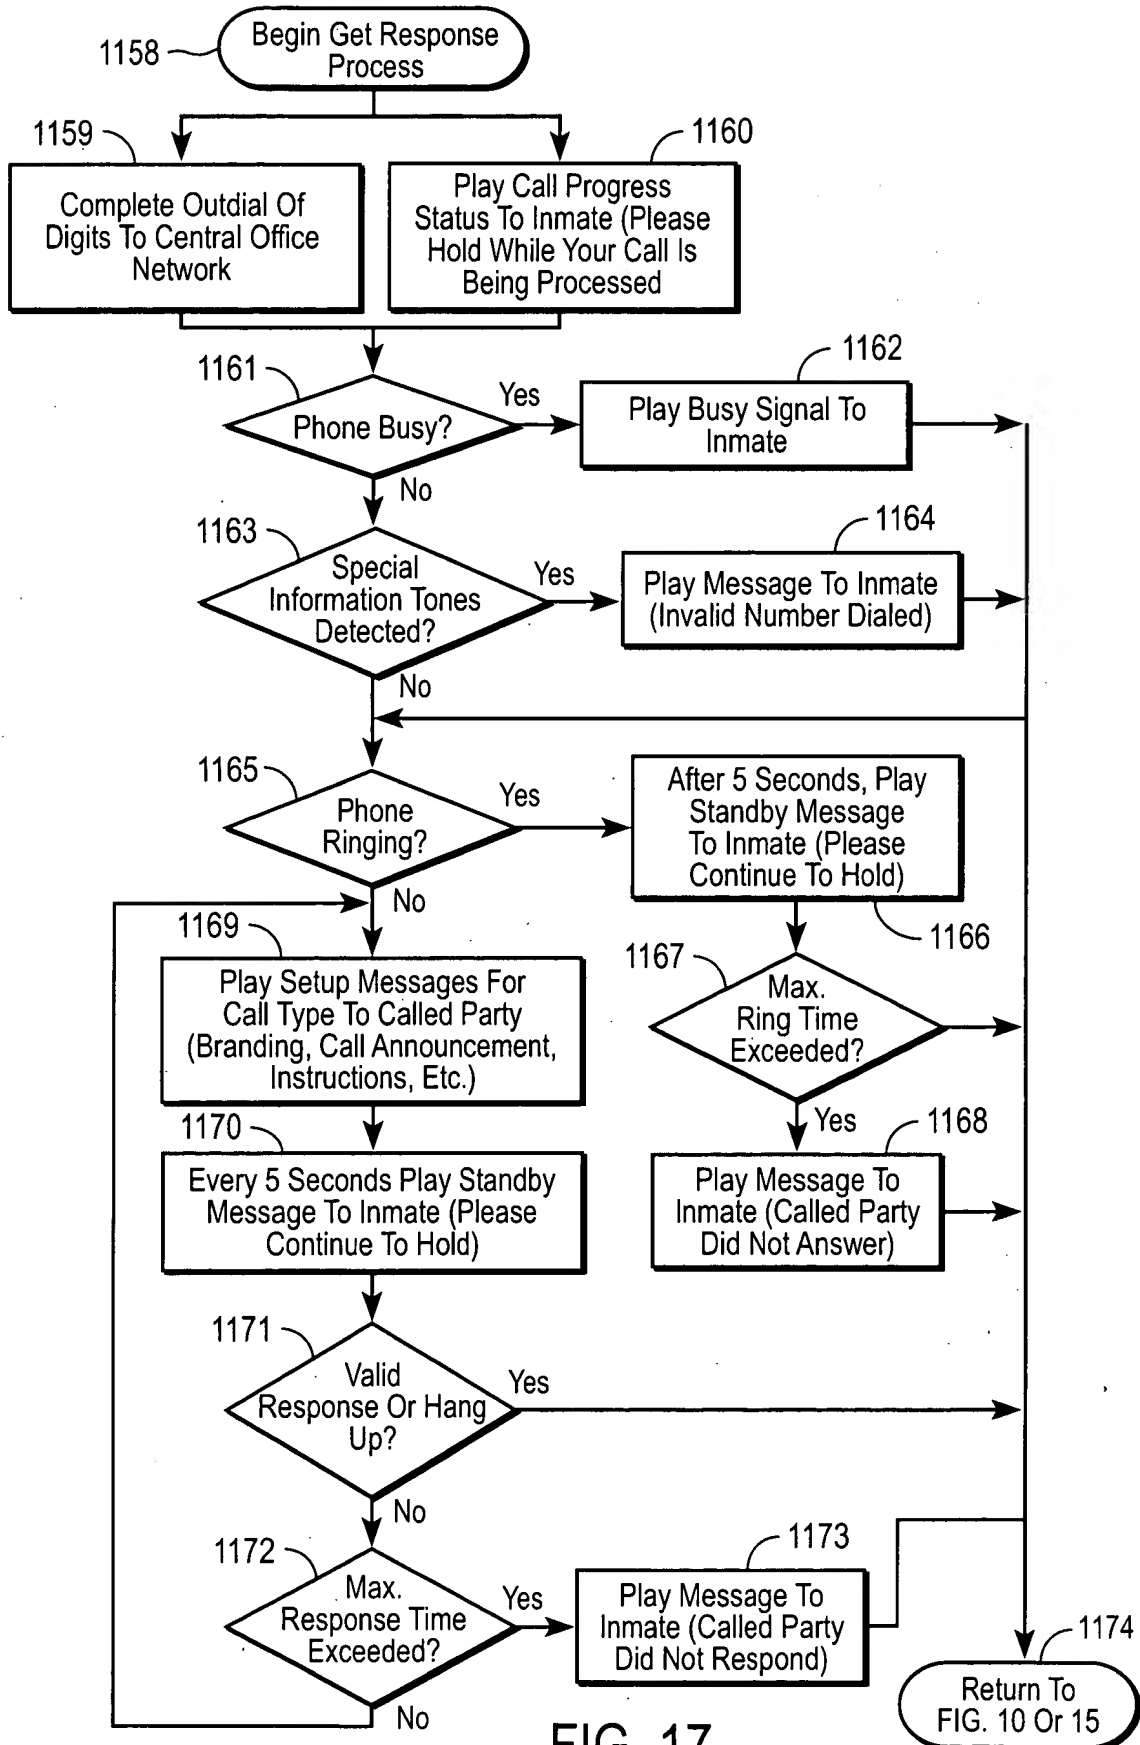 Begin Get Response
Process
1158
1159
1160
Complete Outdial Of
Digits To Central Office
Network
Play Call Progress
Status To Inmate (Please
Hold While Your Call Is
Being Processed
1161
Phone Busy?
Yes
1162
Play Busy Signal To
Inmate
No
1163
Special
Information Tones
Detected?
Yes
1164
Play Message To Inmate
(Invalid Number Dialed)
No
1165
Phone
Ringing?
Yes
After 5 Seconds, Play
Standby Message
To Inmate (Please
Continue To Hold)
1166
No
1169
Play Setup Messages For
Call Type To Called Party
(Branding, Call Announcement,
Instructions, Etc.)
1167
Max.
Ring Time
Exceeded?
Yes
1168
Play Message To
Inmate (Called Party
Did Not Answer)
1170
Every 5 Seconds Play Standby
Message To Inmate (Please
Continue To Hold)
1171
Valid
Response Or Hang
Up?
Yes
No
1172
Max.
Response Time
Exceeded?
Yes
1173
Play Message To
Inmate (Called Party
Did Not Respond)
No
1174
Return To
FIG. 10 Or 15
FIG. 17